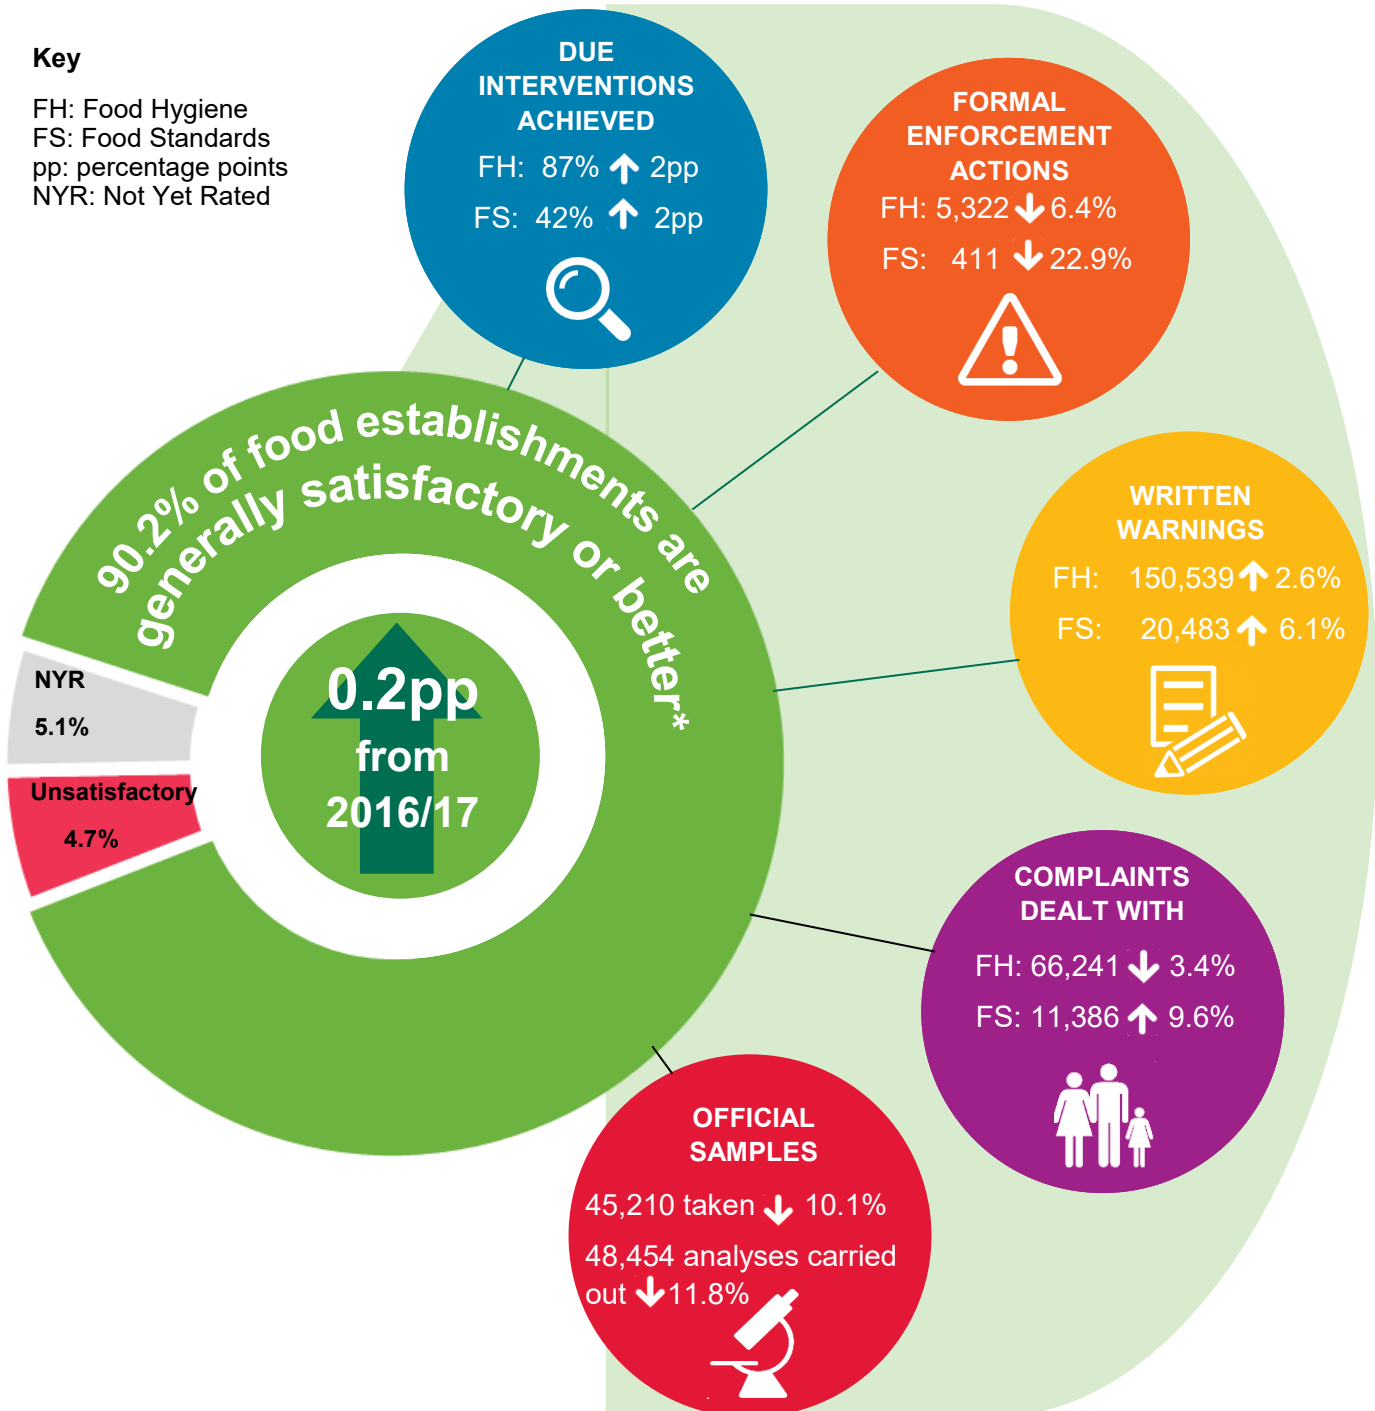 Key
FH: Food Hygiene
FS: Food Standards
pp: percentage points
NYR: Not Yet Rated
DUE
INTERVENTIONS
ACHIEVED
FH: 87% ↑ 2pp
FS: 42% ↑ 2pp
FORMAL
ENFORCEMENT
ACTIONS
FH: 5,322 ↓ 6.4%
FS: 411 ↓ 22.9%
90.2% of food establishments are
generally satisfactory or better*
WRITTEN
WARNINGS
FH: 150,539 ↑ 2.6%
FS: 20,483 ↑ 6.1%
NYR
5.1%
Unsatisfactory
4.7%
0.2pp
from
2016/17
COMPLAINTS
DEALT WITH
FH: 66,241 ↓ 3.4%
FS: 11,386 ↑ 9.6%
OFFICIAL
SAMPLES
45,210 taken ↓ 10.1%
48,454 analyses carried
out ↓ 11.8%